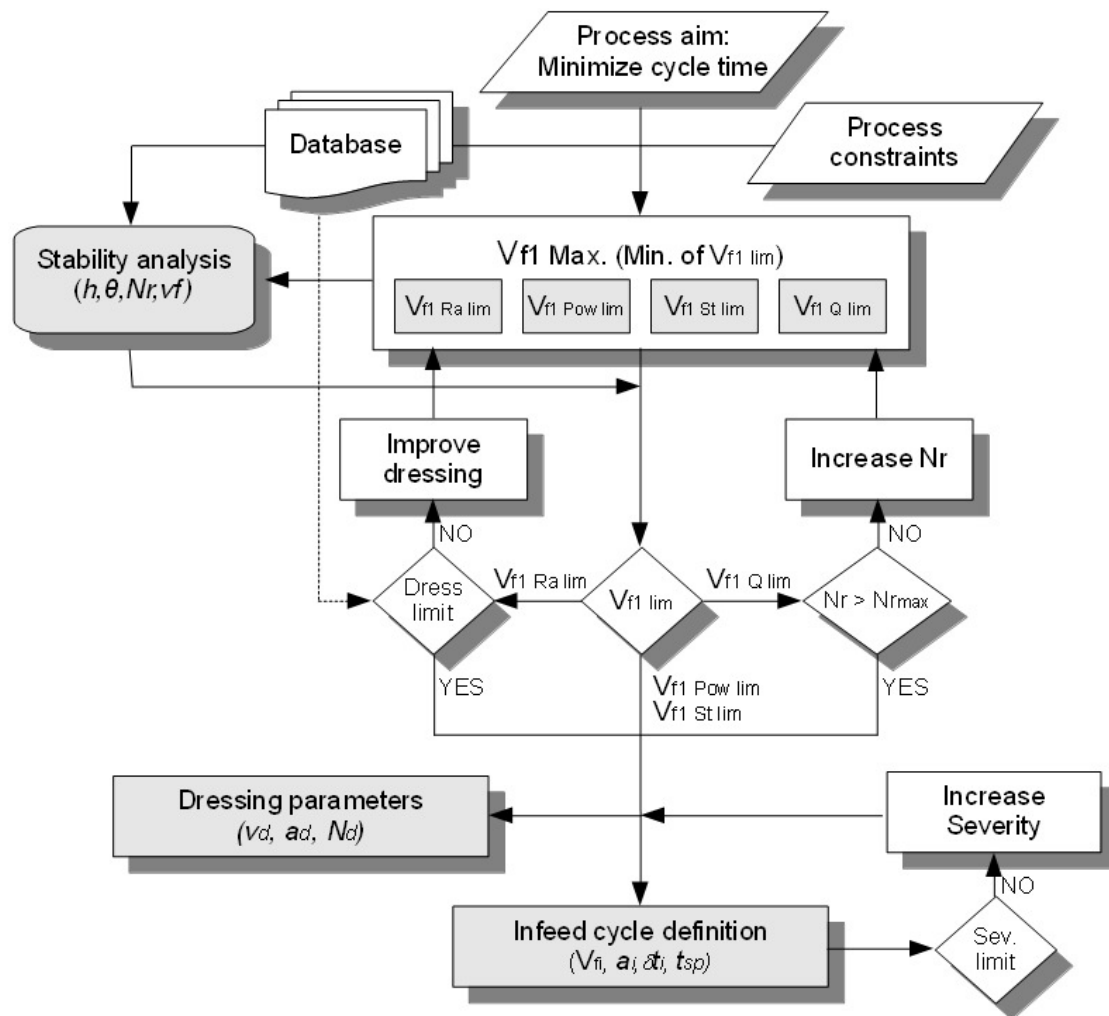 Process aim:
Minimize cycle time
Database
Process
constraints
Stability analysis
(h,θ,Nr,vf)
Vf1 Max. (Min. of Vf1 lim)
Vf1 Ra lim
Vf1 Pow lim
Vf1 St lim
Vf1 Q lim
Improve
dressing
Increase Nr
NO
NO
Dress
limit
Vf1 Ra lim
Vf1 lim
Vf1 Q lim
Nr > Nrmax
YES
Vf1 Pow lim
Vf1 St lim
YES
Dressing parameters
(vd, ad, Nd)
Increase
Severity
NO
Infeed cycle definition
(Vfi, ai, δti, tsp)
Sev.
limit